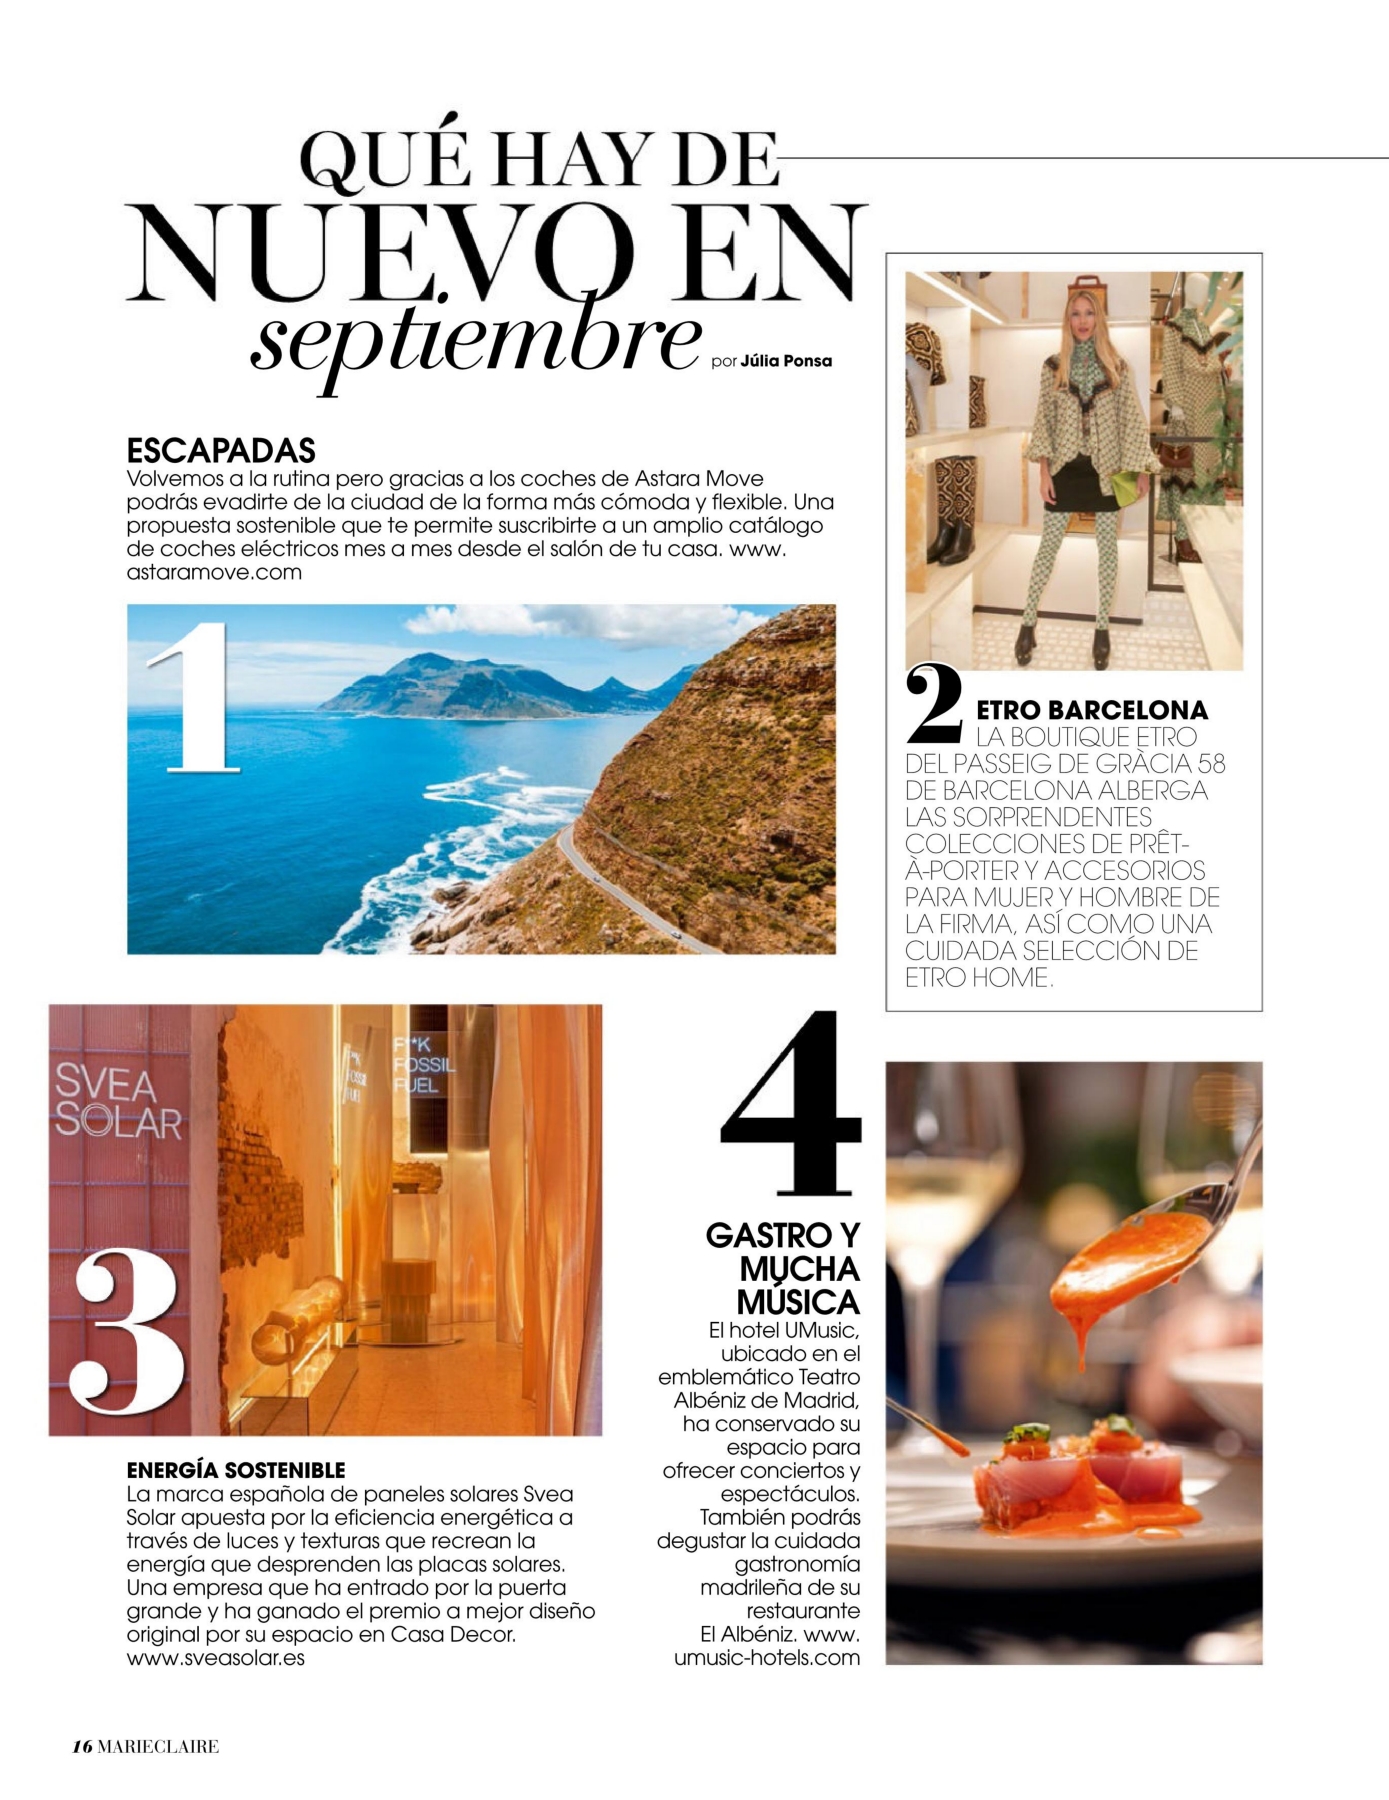 QUÉ HAY DE
NUEVO EN
septiembre
por Júlia Ponsa
ESCAPADAS
Volvemos a la rutina pero gracias a los coches de Astara Move
podrás evadirte de la ciudad de la forma más cómoda y flexible. Una
propuesta sostenible que te permite suscribirte a un amplio catálogo
de coches eléctricos mes a mes desde el salón de tu casa. www.
astaramove.com
1
2
ETRO BARCELONA
LA BOUTIQUE ETRO
DEL PASSEIG DE GRÀCIA 58
DE BARCELONA ALBERGA
LAS SORPRENDENTES
COLECCIONES DE PRÊT-
À-PORTER Y ACCESORIOS
PARA MUJER Y HOMBRE DE
LA FIRMA, ASÍ COMO UNA
CUIDADA SELECCIÓN DE
ETRO HOME.
SVEA
SOLAR
F**K
FOSSIL
FUEL
F**K
FOSSIL
FUEL
3
ENERGÍA SOSTENIBLE
La marca española de paneles solares Svea
Solar apuesta por la eficiencia energética a
través de luces y texturas que recrean la
energía que desprenden las placas solares.
Una empresa que ha entrado por la puerta
grande y ha ganado el premio a mejor diseño
original por su espacio en Casa Decor.
www.sveasolar.es
4
GASTRO Y
MUCHA
MÚSICA
El hotel UMusic,
ubicado en el
emblemático Teatro
Albéniz de Madrid,
ha conservado su
espacio para
ofrecer conciertos y
espectáculos.
También podrás
degustar la cuidada
gastronomía
madrileña de su
restaurante
El Albéniz. www.
umusic-hotels.com
16 MARIECLAIRE